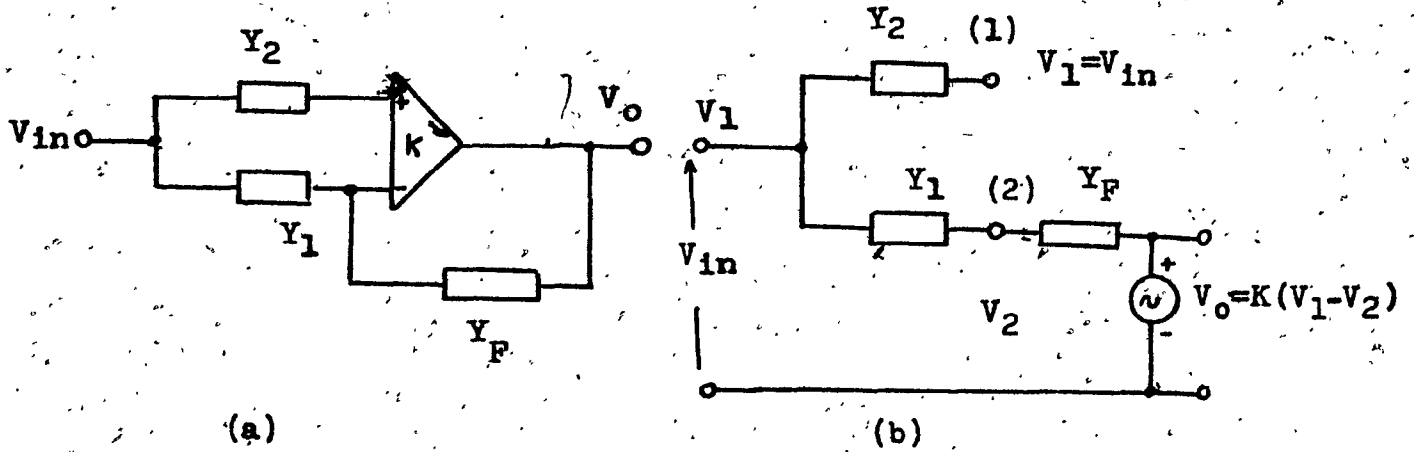 Y2
+
Vin
K
-
Y1
YF
Vo
(a)
Y2
(1)
V1=Vin
V1
Y1
(2)
YF
Vin
V2
+
~
-
Vo=K(V1-V2)
(b)